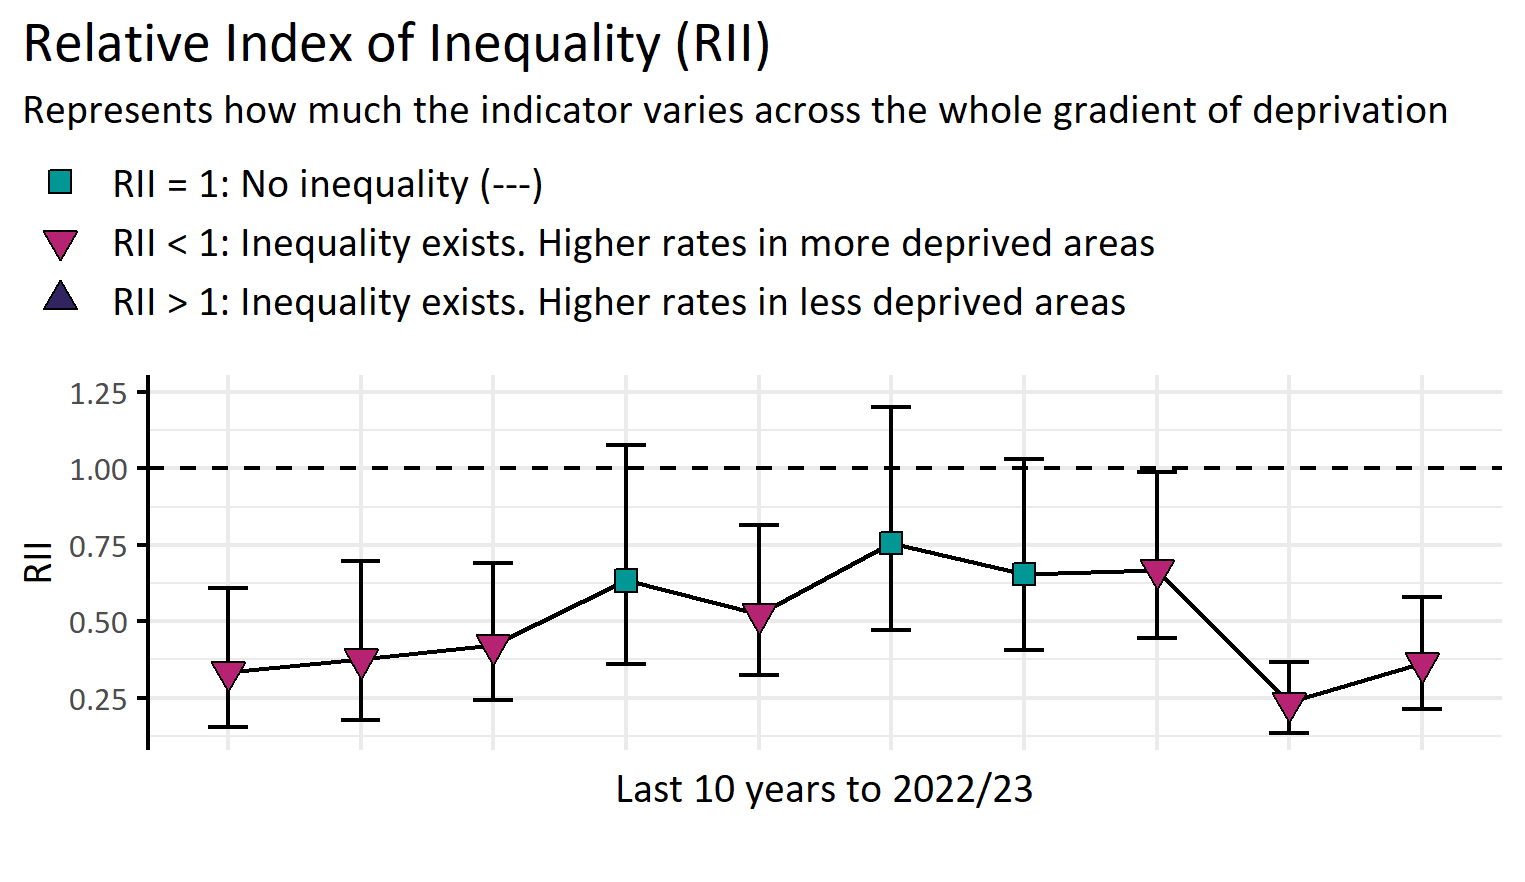 Relative Index of Inequality (RII)
Represents how much the indicator varies across the whole gradient of deprivation
RII = 1: No inequality (---)
RII < 1: Inequality exists. Higher rates in more deprived areas
RII > 1: Inequality exists. Higher rates in less deprived areas
1.25
1.00
0.75
0.50
0.25
RII
Last 10 years to 2022/23